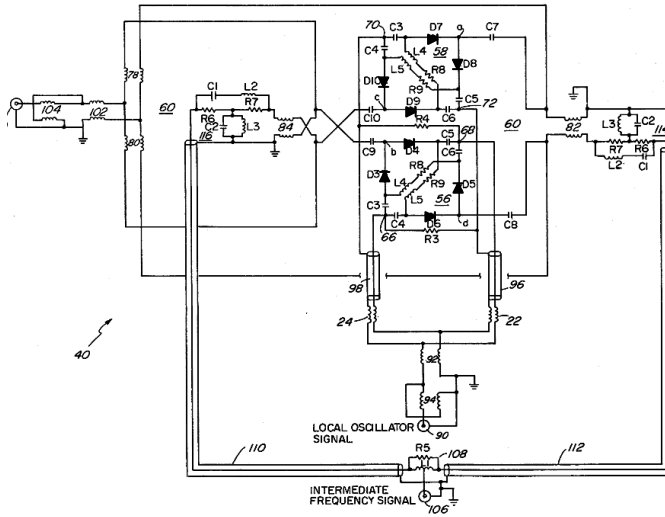 70
C3
D7
a
C7
C4
L4
58
78
L5
R8
D8
C1
L2
60
D10
R9
104
102
R6
R7
C
D9
C5
72
C10
C6
60
C2
L3
84
R4
82
L3
C2
114
80
116
C9
b
D4
C5
68
C6
R7
R6
D3
R8
L2
C1
L4
R9
D5
C3
L5
56
C4
D6
d
C8
66
R3
98
96
24
22
92
40
94
LOCAL OSCILLATOR
SIGNAL
90
110
R5
108
112
INTERMEDIATE
FREQUENCY SIGNAL
106